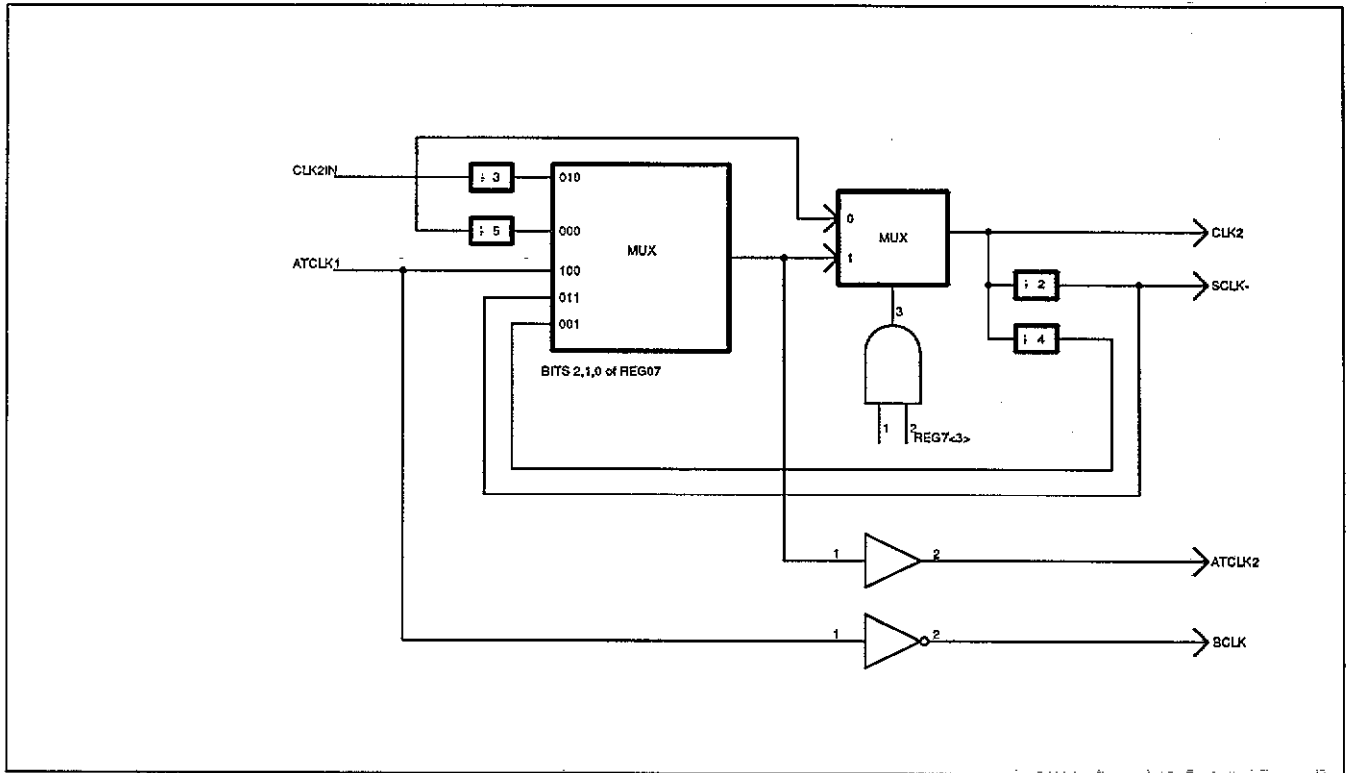 CLK2IN
÷ 3
010
÷ 5
000
ATCLK1
100
011
001
MUX
BITS 2,1,0 of REG07
0
1
MUX
3
1
2
REG7<3>
CLK2
÷ 2
SCLK-
÷ 4
1
2
ATCLK2
1
2
BCLK